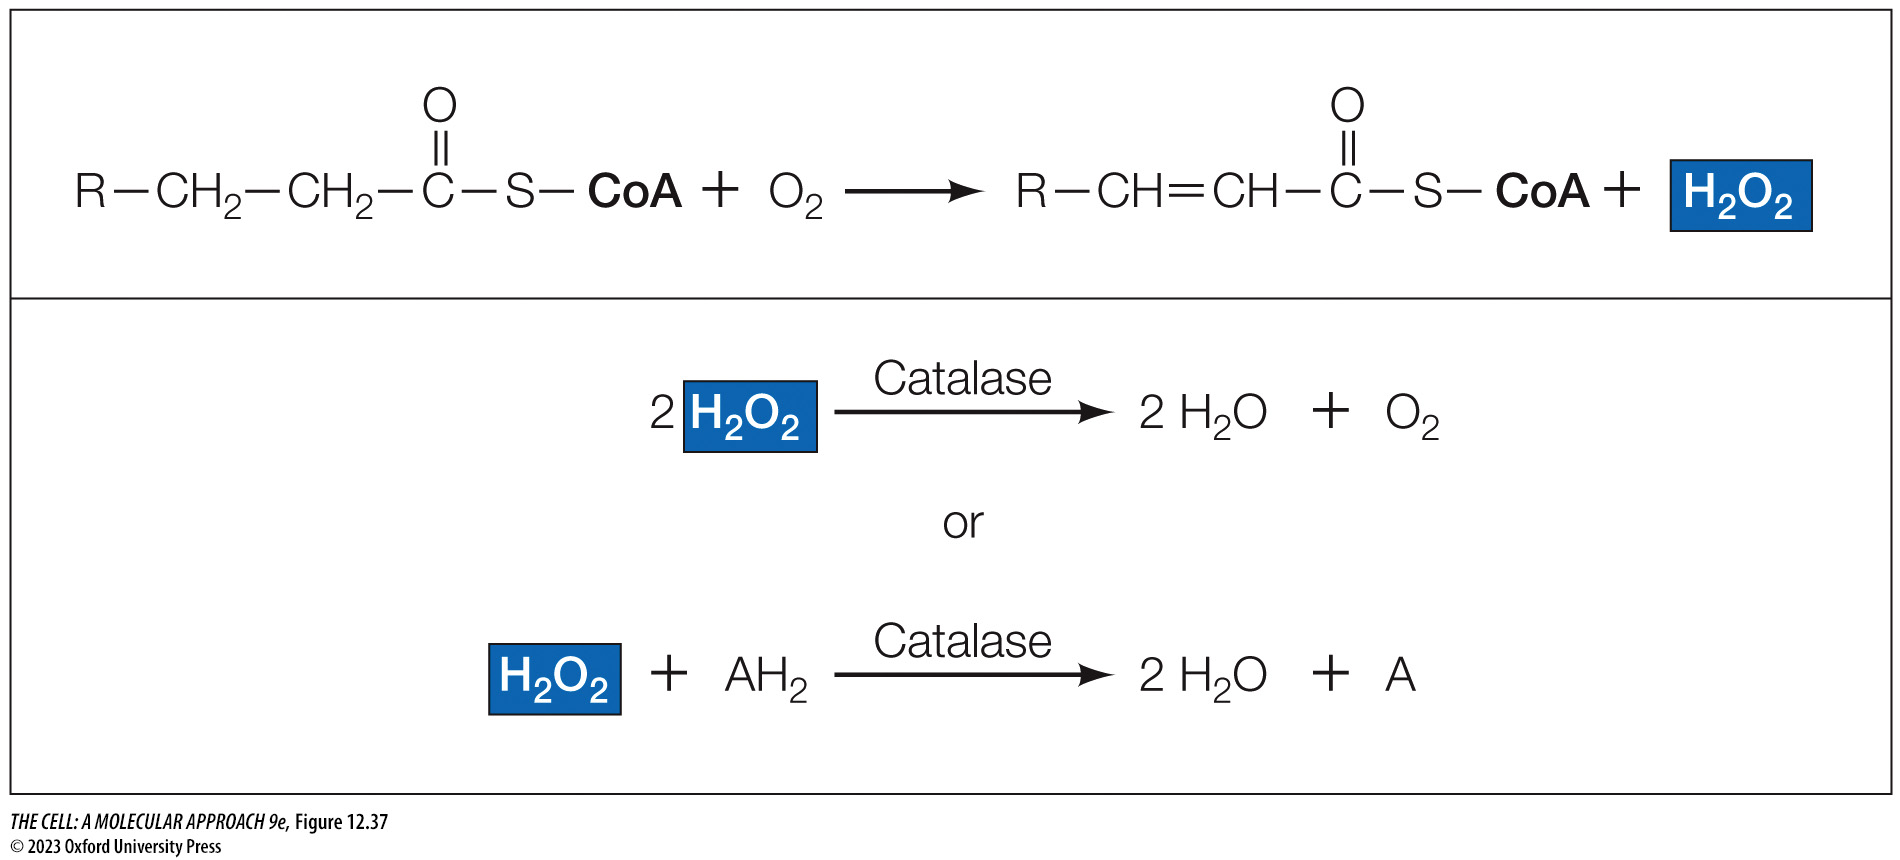 O O
R—CH₂—CH₂—C—S—CoA + O₂ → R—CH=CH—C—S—CoA + H₂O₂
Catalase
2 H₂O₂ → 2 H₂O + O₂
or
Catalase
H₂O₂ + AH₂ → 2 H₂O + A
THE CELL: A MOLECULAR APPROACH 9e, Figure 12.37
© 2023 Oxford University Press